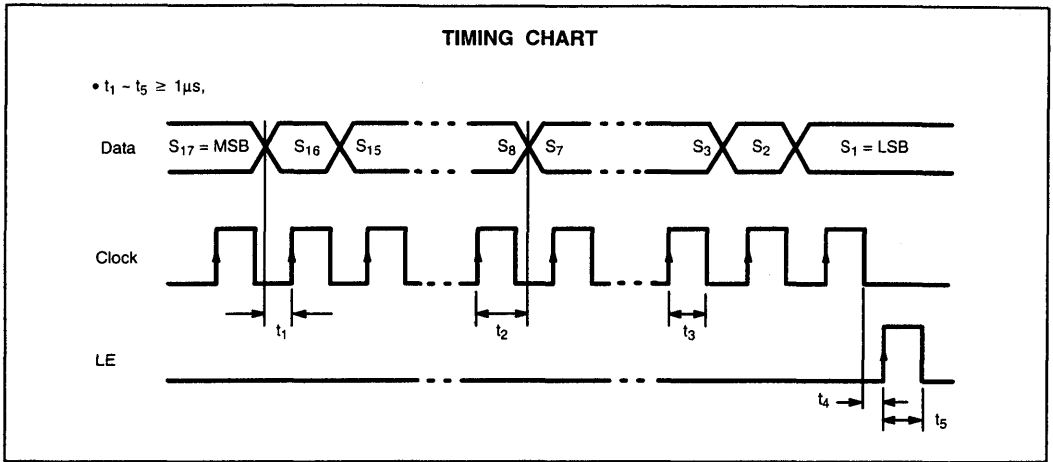 TIMING CHART
• t1 ~ t5 ≥ 1µs,
Data S17 = MSB S16 S15 S8 S7 S3 S2 S1 = LSB
Clock
t1 t2 t3
LE
t4 t5